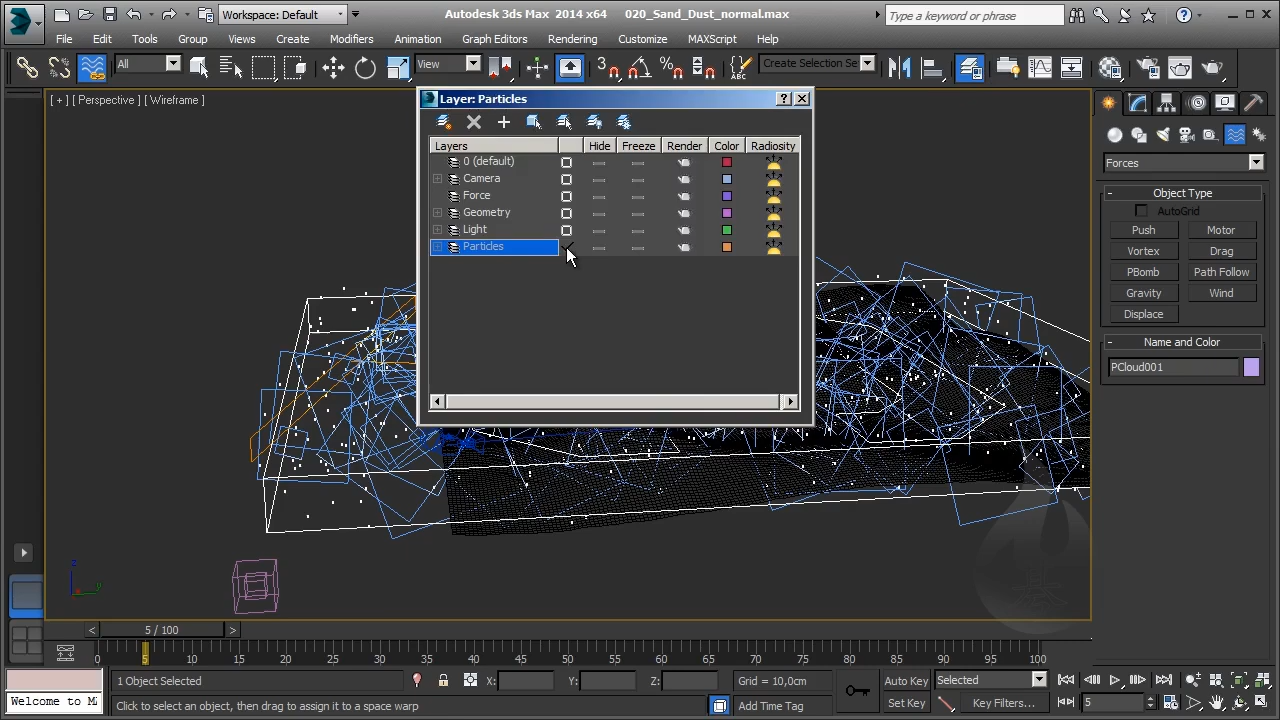 Workspace: Default
Autodesk 3ds Max 2014 x64 020_Sand_Dust_normal.max
Type a keyword or phrase
File Edit Tools Group Views Create Modifiers Animation Graph Editors Rendering Customize MAXScript Help
All
View
3
Create Selection Se
[ + ] [ Perspective ] [ Wireframe ]
Layer: Particles
Layers Hide Freeze Render Color Radiosity
0 (default)
Camera
Force
Geometry
Light
Particles
Forces
Object Type
AutoGrid
Push Motor
Vortex Drag
PBomb Path Follow
Gravity Wind
Displace
Name and Color
PCloud001
z
5 / 100
0 5 10 15 20 25 30 35 40 45 50 55 60 65 70 75 80 85 90 95 100
1 Object Selected
X: Y: Z:
Grid = 10,0cm
Auto Key
Selected
Welcome to M
Click to select an object, then drag to assign it to a space warp
Add Time Tag
Set Key
Key Filters...
5